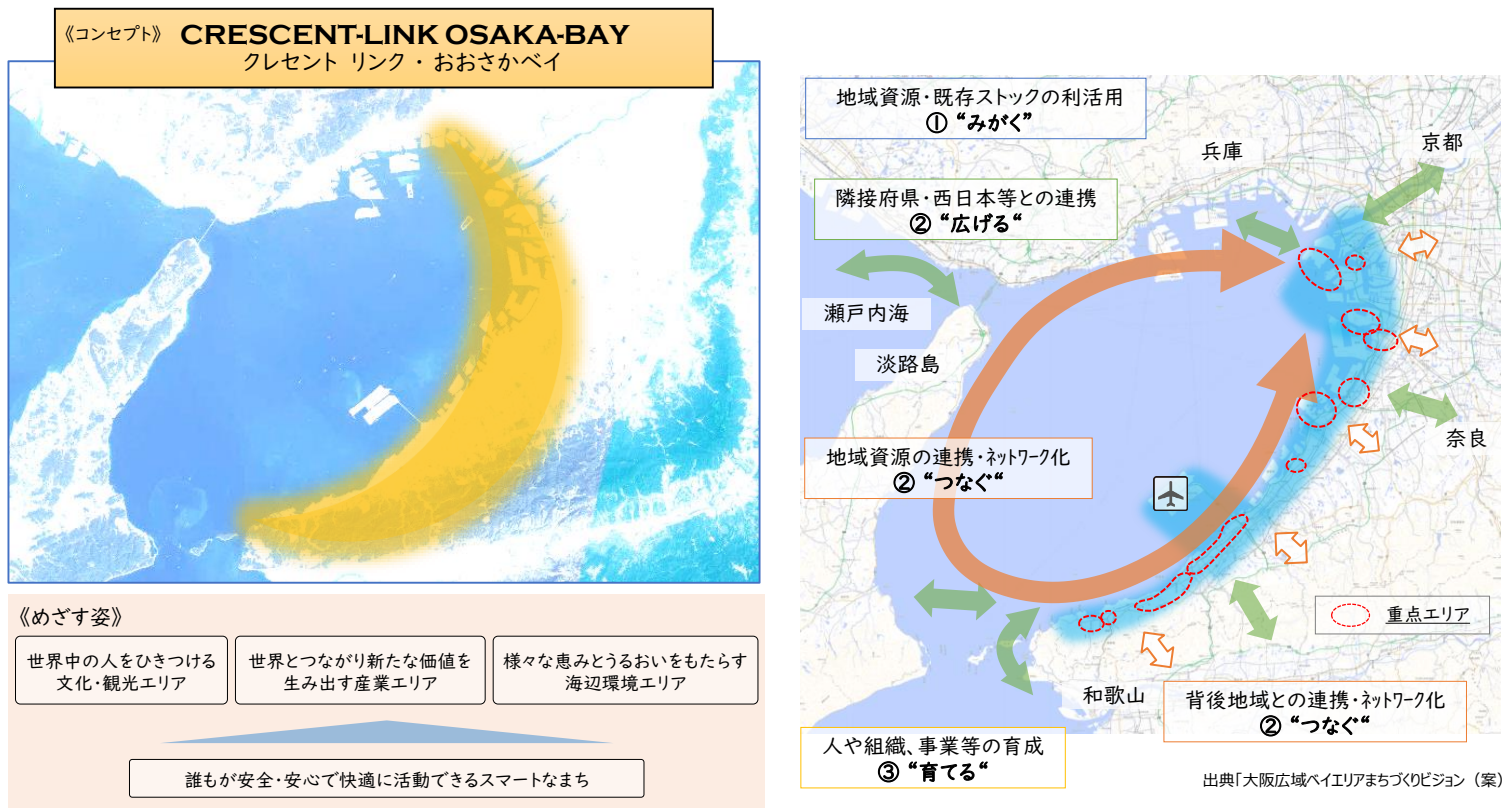 《コンセプト》 CRESCENT-LINK OSAKA-BAY
クレセント リンク・おおさかベイ
《めざす姿》
世界中の人をひきつける
文化・観光エリア
世界とつながり新たな価値を
生み出す産業エリア
様々な恵みとうるおいをもたらす
海辺環境エリア
誰もが安全・安心で快適に活動できるスマートなまち
地域資源・既存ストックの利活用
① “みがく”
兵庫
京都
隣接府県・西日本等との連携
② “広げる“
瀬戸内海
淡路島
地域資源の連携・ネットワーク化
② “つなぐ“
奈良
重点エリア
和歌山
背後地域との連携・ネットワーク化
② “つなぐ“
人や組織、事業等の育成
③ “育てる“
出典「大阪広域ベイエリアまちづくりビジョン（案）